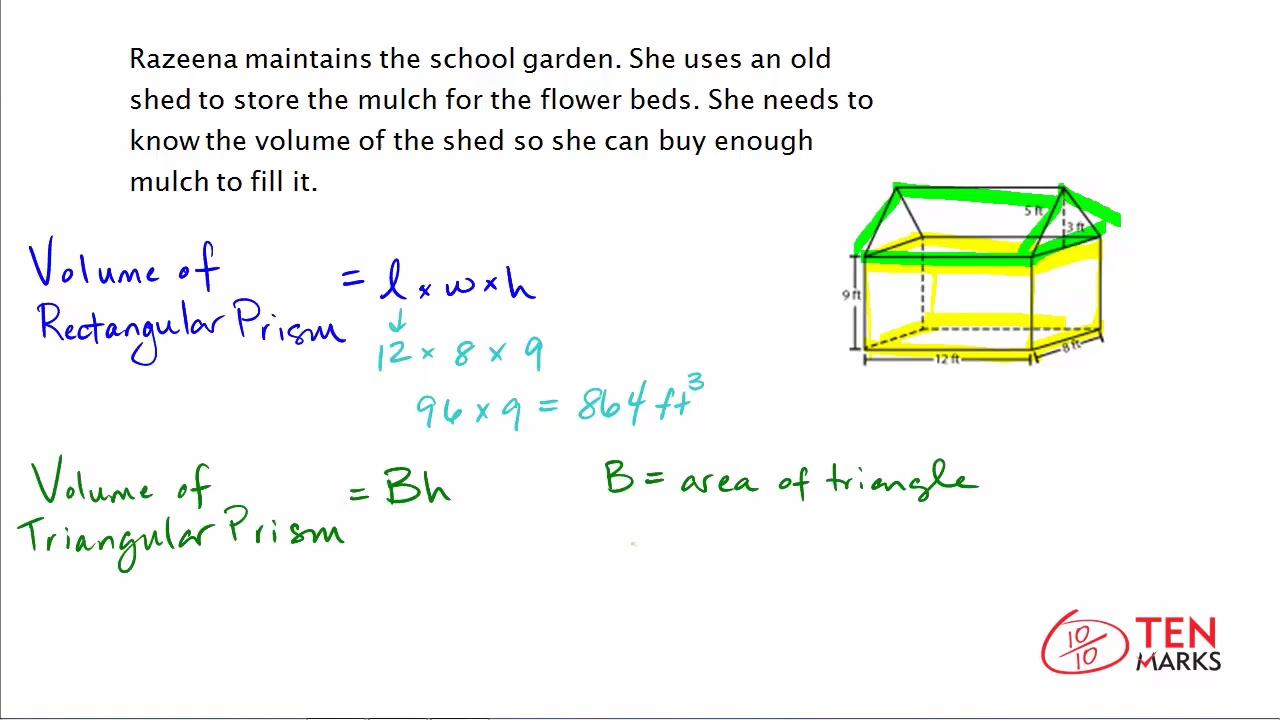 Razeena maintains the school garden. She uses an old
shed to store the mulch for the flower beds. She needs to
know the volume of the shed so she can buy enough
mulch to fill it.
5 ft
3 ft
9 ft
12 ft
8 ft
Volume of
Rectangular Prism
= l × w × h
↓
12 × 8 × 9
96 × 9 = 864 ft³
Volume of
Triangular Prism
= Bh
B = area of triangle
10/10
TEN
MARKS